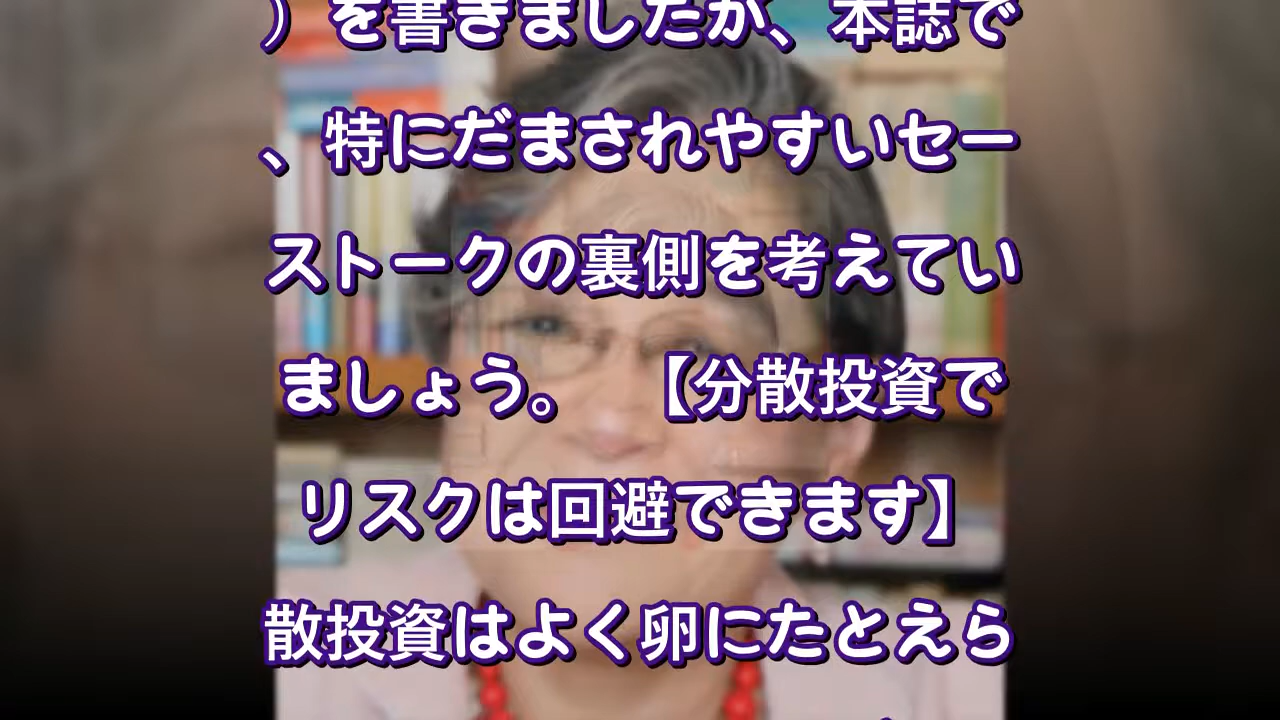 ）を書きましたが、本誌で
、特にだまされやすいセー
ルストークの裏側を考えてい
ましょう。　【分散投資で
リスクは回避できます】
散投資はよく卵にたとえら